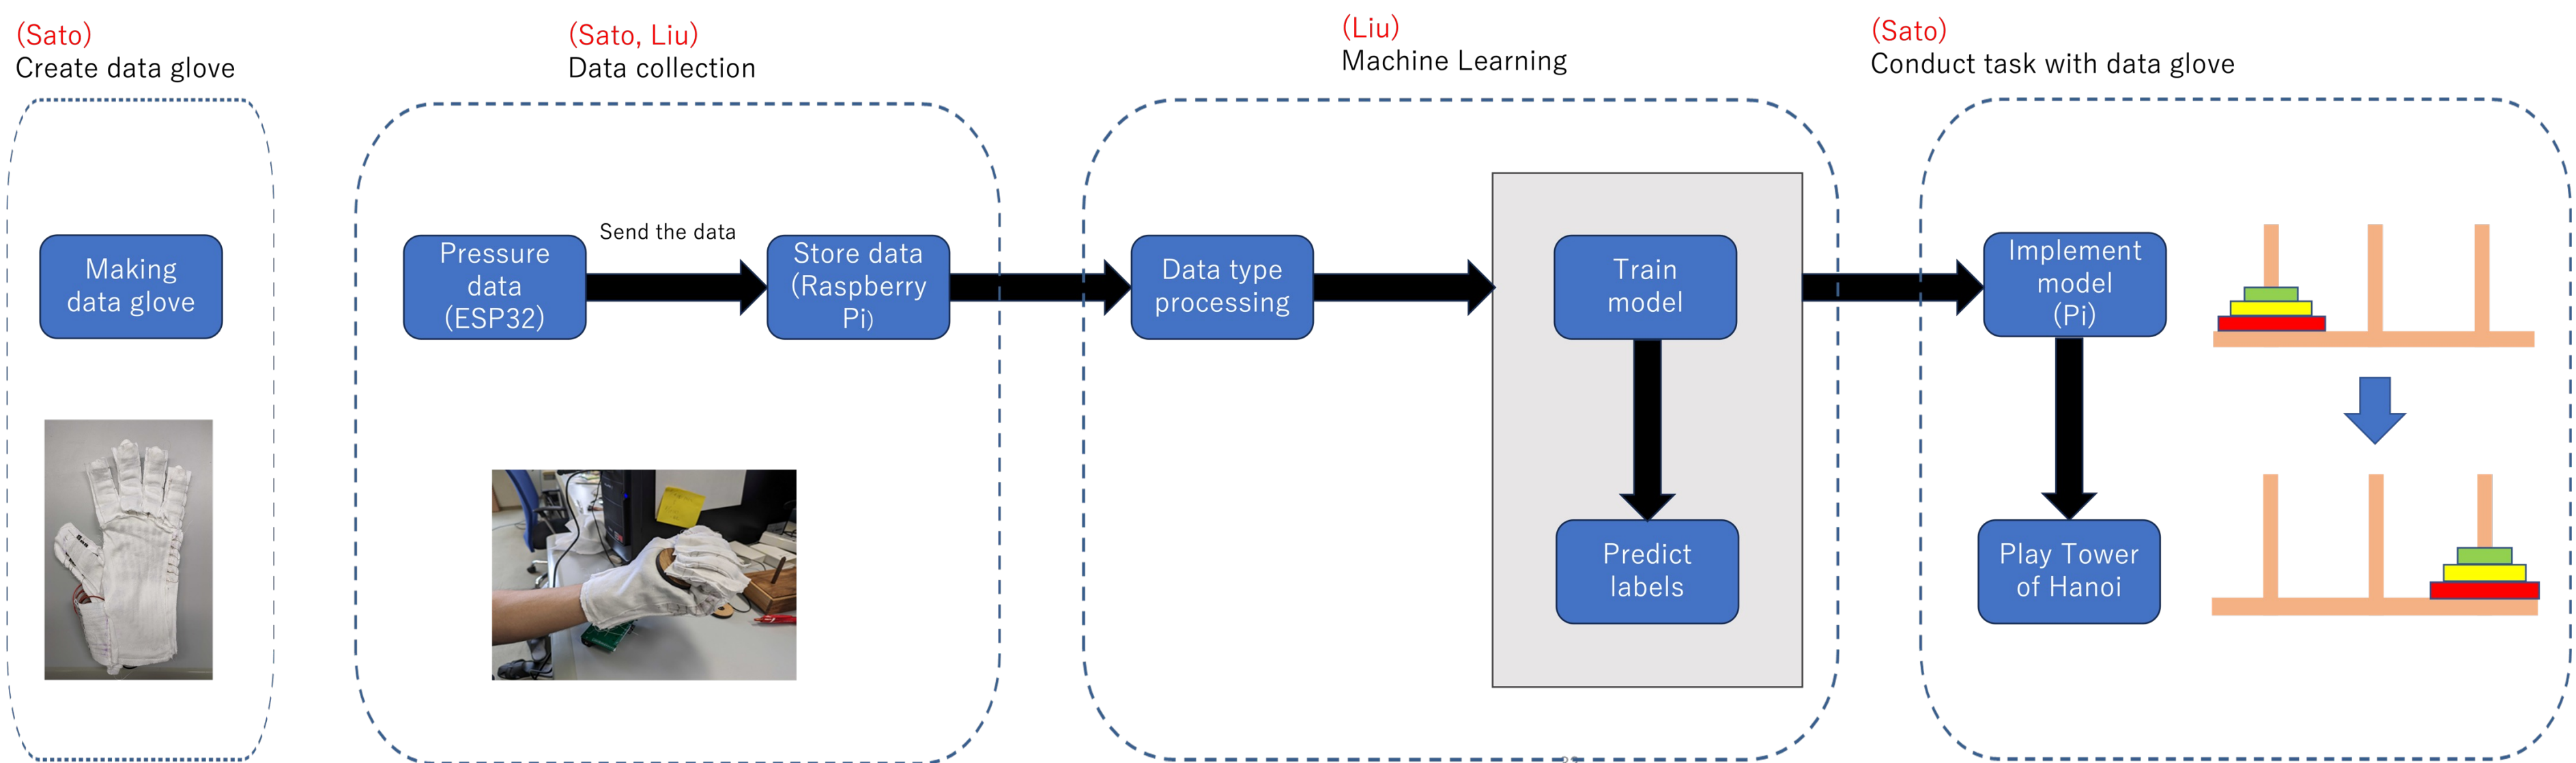 (Sato)
Create data glove
Making
data glove
(Sato, Liu)
Data collection
Pressure
data
(ESP32)
Send the data
Store data
(Raspberry
Pi)
(Liu)
Machine Learning
Data type
processing
Train
model
Predict
labels
(Sato)
Conduct task with data glove
Implement
model
(Pi)
Play Tower
of Hanoi